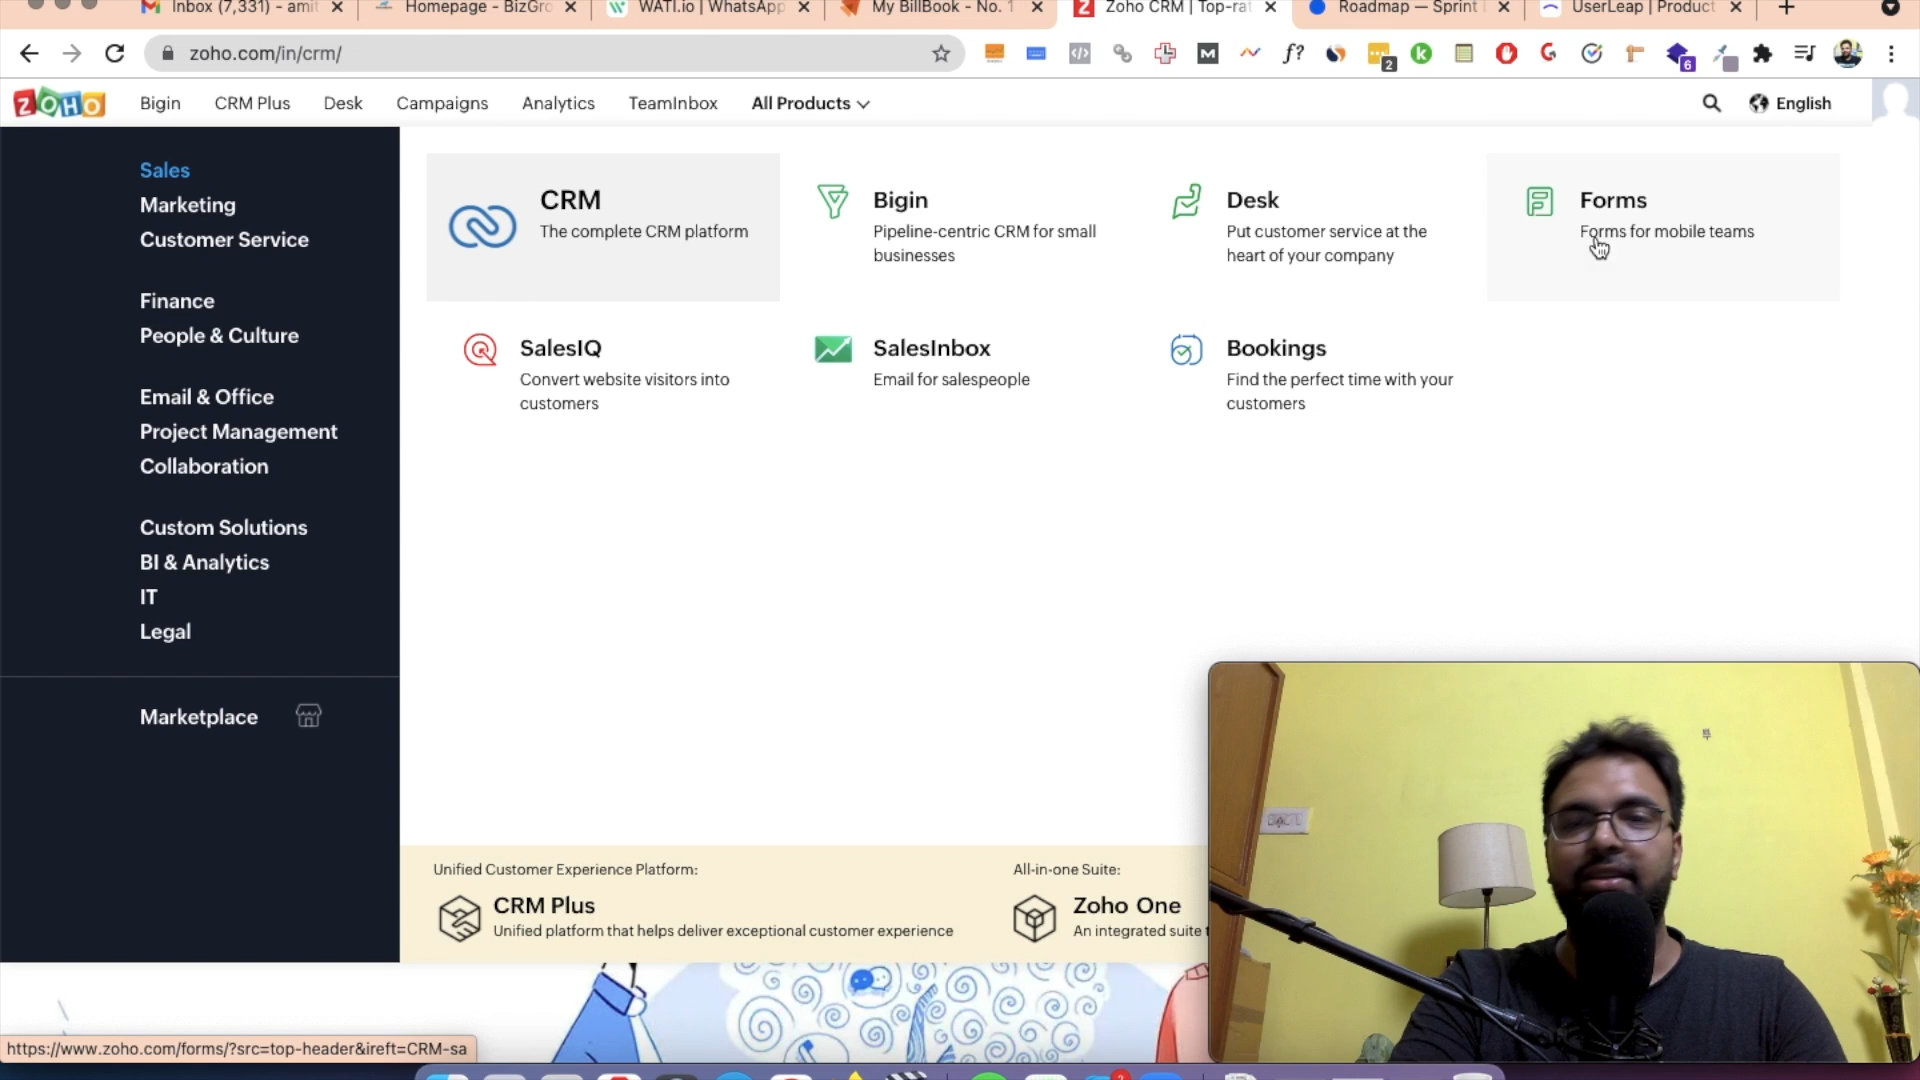 Inbox (7,331) - amit
Homepage - BizGro
WATI.io | WhatsApp
My BillBook - No. 1
Zoho CRM | Top-rat
Roadmap — Sprint
UserLeap | Product
zoho.com/in/crm/
f?
2
6
ZOHO
Bigin
CRM Plus
Desk
Campaigns
Analytics
TeamInbox
All Products
English
Sales
Marketing
Customer Service
Finance
People & Culture
Email & Office
Project Management
Collaboration
Custom Solutions
BI & Analytics
IT
Legal
Marketplace
CRM
The complete CRM platform
Bigin
Pipeline-centric CRM for small
businesses
Desk
Put customer service at the
heart of your company
Forms
Forms for mobile teams
SalesIQ
Convert website visitors into
customers
SalesInbox
Email for salespeople
Bookings
Find the perfect time with your
customers
Unified Customer Experience Platform:
CRM Plus
Unified platform that helps deliver exceptional customer experience
All-in-one Suite:
Zoho One
An integrated suite
https://www.zoho.com/forms/?src=top-header&ireft=CRM-sa